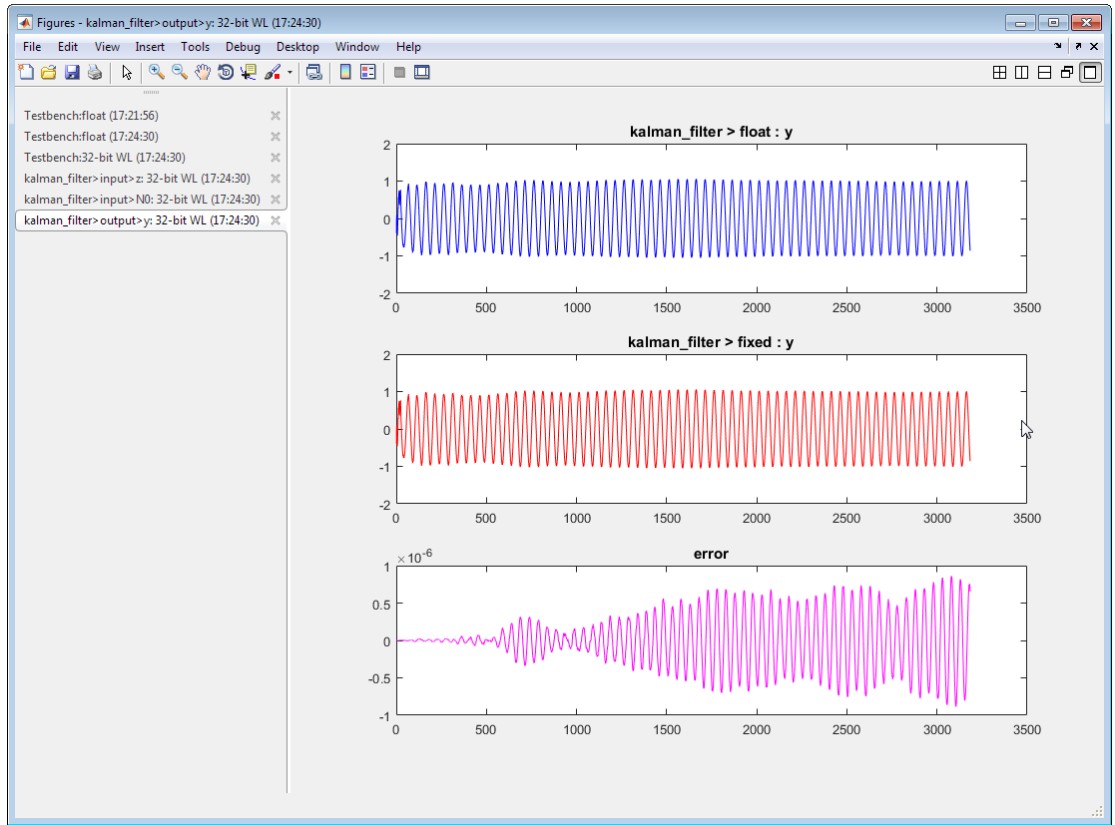 Figures - kalman_filter>output>y: 32-bit WL (17:24:30)
File Edit View Insert Tools Debug Desktop Window Help
Testbench:float (17:21:56)
Testbench:float (17:24:30)
Testbench:32-bit WL (17:24:30)
kalman_filter>input>z: 32-bit WL (17:24:30)
kalman_filter>input>N0: 32-bit WL (17:24:30)
kalman_filter>output>y: 32-bit WL (17:24:30)
kalman_filter > float : y
2
1
0
-1
-2
0 500 1000 1500 2000 2500 3000 3500
kalman_filter > fixed : y
2
1
0
-1
-2
0 500 1000 1500 2000 2500 3000 3500
error
×10⁻⁶
1
0.5
0
-0.5
-1
0 500 1000 1500 2000 2500 3000 3500